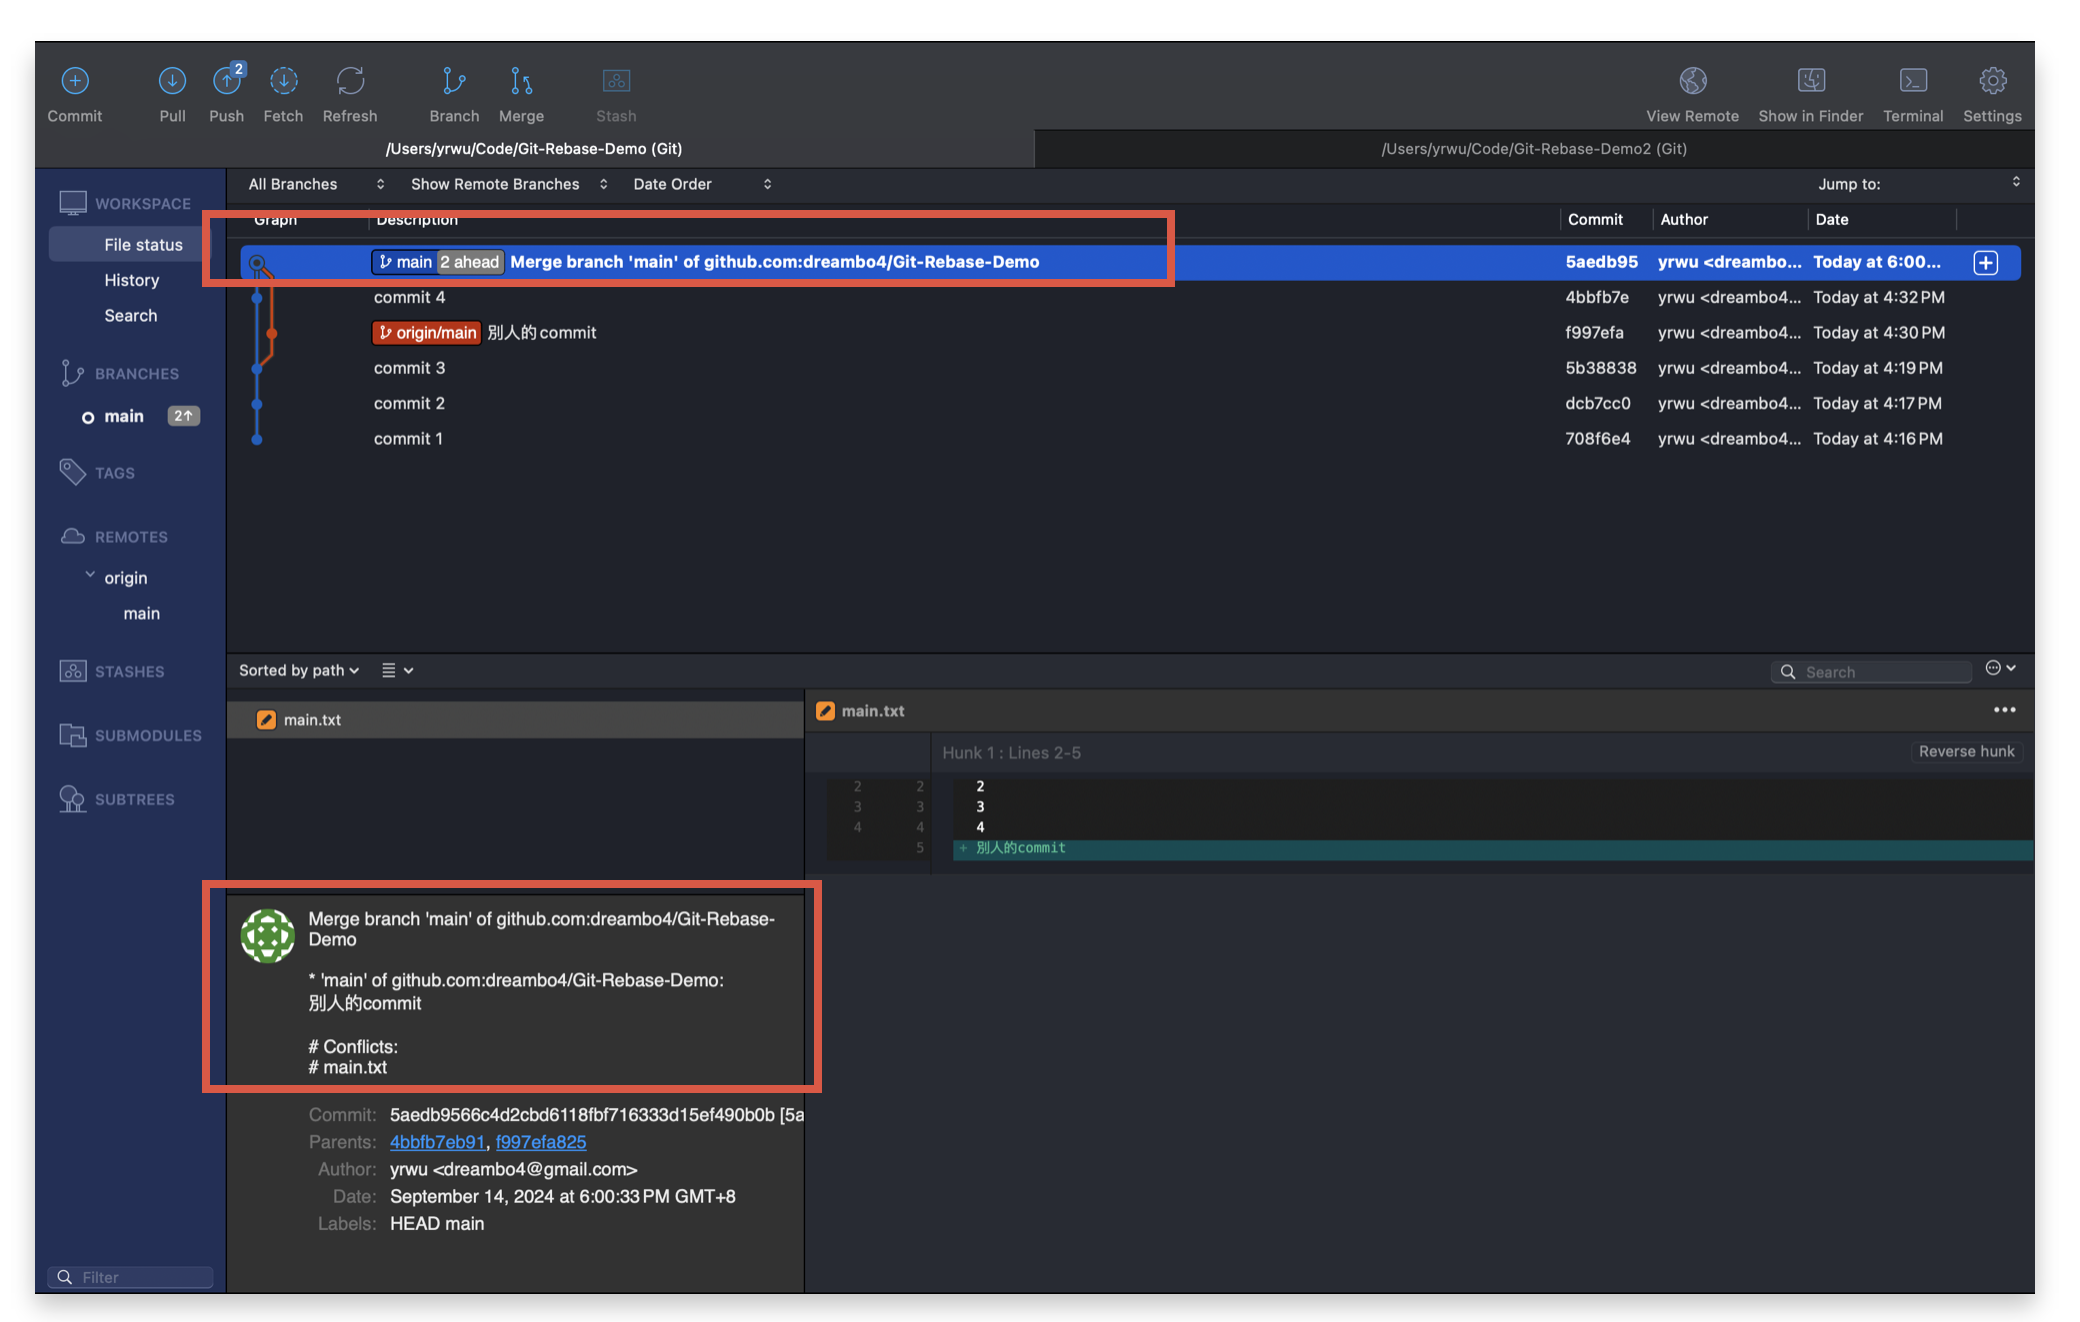 2
Commit Pull Push Fetch Refresh Branch Merge Stash View Remote Show in Finder Terminal Settings
/Users/yrwu/Code/Git-Rebase-Demo (Git) /Users/yrwu/Code/Git-Rebase-Demo2 (Git)
All Branches Show Remote Branches Date Order Jump to:
Graph Description Commit Author Date
main 2 ahead Merge branch 'main' of github.com:dreambo4/Git-Rebase-Demo 5aedb95 yrwu <dreambo... Today at 6:00...
commit 4 4bbfb7e yrwu <dreambo4... Today at 4:32 PM
origin/main 別人的commit f997efa yrwu <dreambo4... Today at 4:30 PM
commit 3 5b38838 yrwu <dreambo4... Today at 4:19 PM
commit 2 dcb7cc0 yrwu <dreambo4... Today at 4:17 PM
commit 1 708f6e4 yrwu <dreambo4... Today at 4:16 PM
WORKSPACE
File status
History
Search
BRANCHES
main 2↑
TAGS
REMOTES
origin
main
STASHES
SUBMODULES
SUBTREES
Filter
Sorted by path Search
main.txt
main.txt
Hunk 1 : Lines 2-5 Reverse hunk
2 2 2
3 3 3
4 4 4
5 + 別人的commit
Merge branch 'main' of github.com:dreambo4/Git-Rebase-
Demo
* 'main' of github.com:dreambo4/Git-Rebase-Demo:
別人的commit
# Conflicts:
# main.txt
Commit: 5aedb9566c4d2cbd6118fbf716333d15ef490b0b [5a
Parents: 4bbfb7eb91, f997efa825
Author: yrwu <dreambo4@gmail.com>
Date: September 14, 2024 at 6:00:33 PM GMT+8
Labels: HEAD main